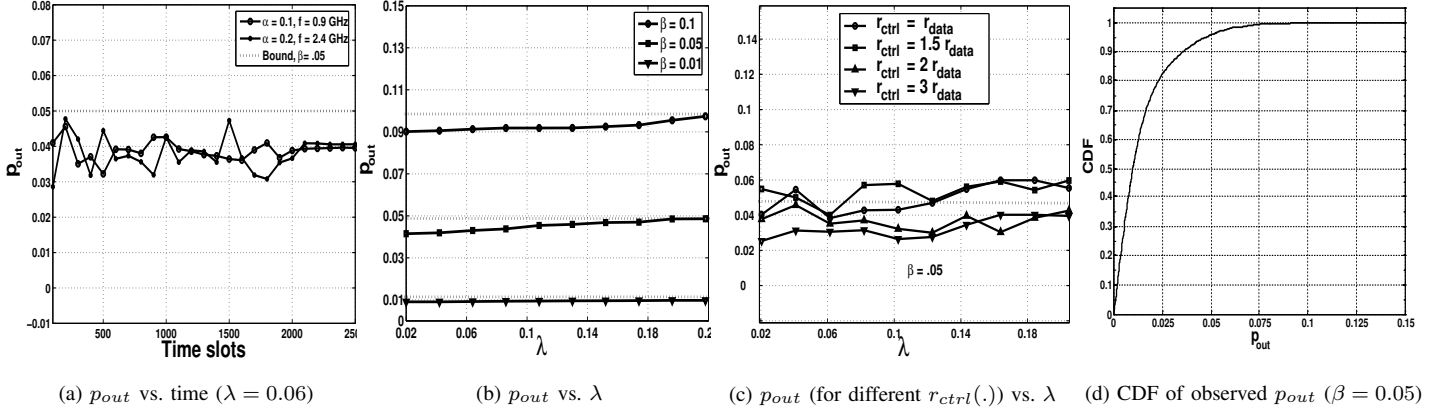 0.08
0.07
0.06
0.05
0.04
0.03
0.02
0.01
0
−0.01
p_out
500
1000
1500
2000
2500
Time slots
α = 0.1, f = 0.9 GHz
α = 0.2, f = 2.4 GHz
Bound, β= .05
(a) p_out vs. time (λ = 0.06)
0.15
0.1
0.05
0.01
0
p_out
0.02
0.06
0.1
0.14
0.18
0.2
λ
β = 0.1
β = 0.05
β = 0.01
(b) p_out vs. λ
0.14
0.12
0.1
0.08
0.06
0.04
0.02
0
p_out
0.02
0.06
0.1
0.14
0.18
λ
r_ctrl = r_data
r_ctrl = 1.5 r_data
r_ctrl = 2 r_data
r_ctrl = 3 r_data
β = .05
(c) p_out (for different r_ctrl(.) vs. λ
1
0.9
0.8
0.7
0.6
0.5
0.4
0.3
0.2
0.1
0
CDF
0
0.025
0.05
0.075
0.1
0.125
0.15
p_out
(d) CDF of observed p_out (β = 0.05)